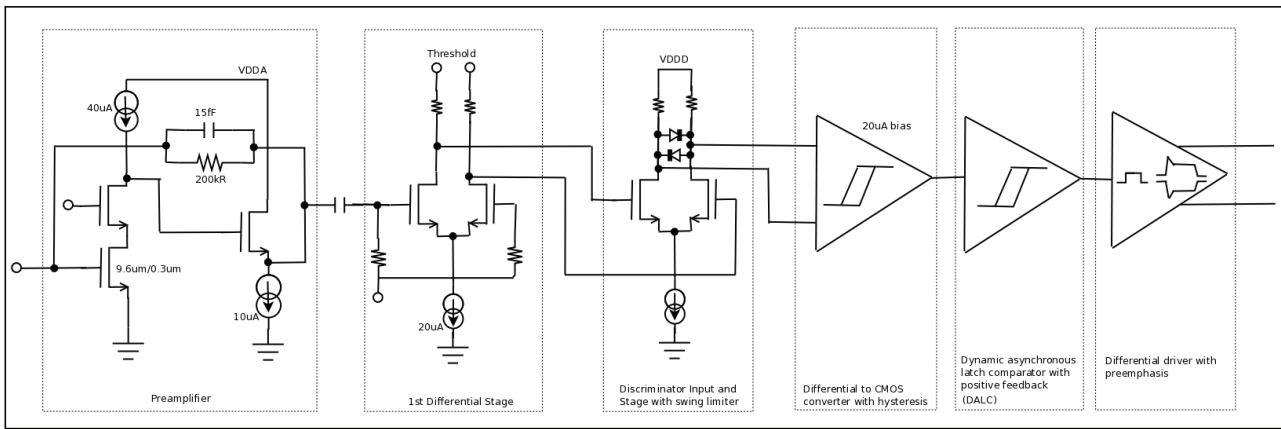 VDDA
40uA
15fF
200kR
9.6um/0.3um
10uA
Preamplifier
Threshold
20uA
1st Differential Stage
VDDD
Discriminator Input and
Stage with swing limiter
20uA bias
Differential to CMOS
converter with hysteresis
Dynamic asynchronous
latch comparator with
positive feedback
(DALC)
Differential driver with
preemphasis